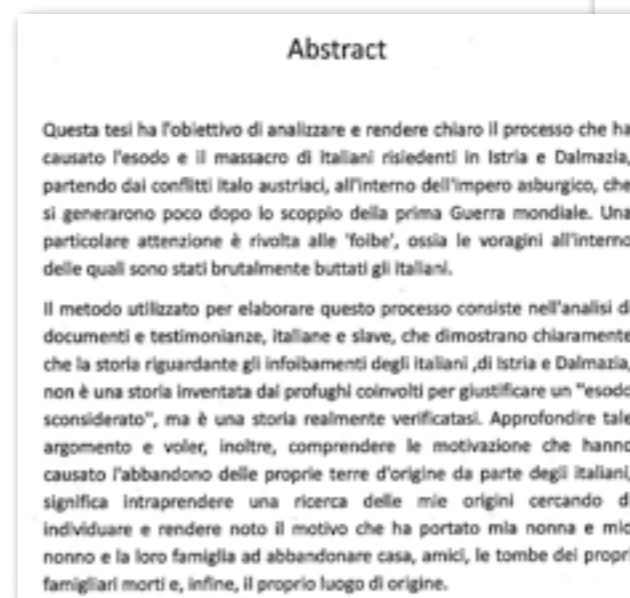 Abstract
Questa tesi ha l'obiettivo di analizzare e rendere chiaro il processo che ha
causato l'esodo e il massacro di italiani risiedenti in Istria e Dalmazia,
partendo dai conflitti italo austriaci, all'interno dell'impero asburgico, che
si generarono poco dopo lo scoppio della prima Guerra mondiale. Una
particolare attenzione è rivolta alle 'foibe', ossia le voragini all'interno
delle quali sono stati brutalmente buttati gli italiani.
Il metodo utilizzato per elaborare questo processo consiste nell'analisi di
documenti e testimonianze, italiane e slave, che dimostrano chiaramente
che la storia riguardante gli infoibamenti degli italiani ,di Istria e Dalmazia,
non è una storia inventata dai profughi coinvolti per giustificare un "esodo
sconsiderato", ma è una storia realmente verificatasi. Approfondire tale
argomento e voler, inoltre, comprendere le motivazione che hanno
causato l'abbandono delle proprie terre d'origine da parte degli italiani,
significa intraprendere una ricerca delle mie origini cercando d
individuare e rendere noto il motivo che ha portato mia nonna e mio
nonno e la loro famiglia ad abbandonare casa, amici, le tombe dei propri
famigliari morti e, infine, il proprio luogo di origine.